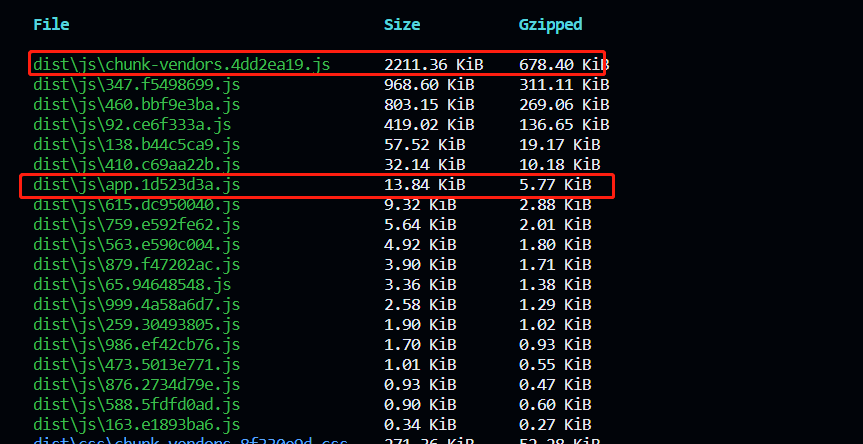 File Size Gzipped
dist\js\chunk-vendors.4dd2ea19.js 2211.36 KiB 678.40 KiB
dist\js\347.f5498699.js 968.60 KiB 311.11 KiB
dist\js\460.bbf9e3ba.js 803.15 KiB 269.06 KiB
dist\js\92.ce6f333a.js 419.02 KiB 136.65 KiB
dist\js\138.b44c5ca9.js 57.52 KiB 19.17 KiB
dist\js\410.c69aa22b.js 32.14 KiB 10.18 KiB
dist\js\app.1d523d3a.js 13.84 KiB 5.77 KiB
dist\js\615.dc950040.js 9.32 KiB 2.88 KiB
dist\js\759.e592fe62.js 5.64 KiB 2.01 KiB
dist\js\563.e590c004.js 4.92 KiB 1.80 KiB
dist\js\879.f47202ac.js 3.90 KiB 1.71 KiB
dist\js\65.94648548.js 3.36 KiB 1.38 KiB
dist\js\999.4a58a6d7.js 2.58 KiB 1.29 KiB
dist\js\259.30493805.js 1.90 KiB 1.02 KiB
dist\js\986.ef42cb76.js 1.70 KiB 0.93 KiB
dist\js\473.5013e771.js 1.01 KiB 0.55 KiB
dist\js\876.2734d79e.js 0.93 KiB 0.47 KiB
dist\js\588.5fdfd0ad.js 0.90 KiB 0.60 KiB
dist\js\163.e1893ba6.js 0.34 KiB 0.27 KiB